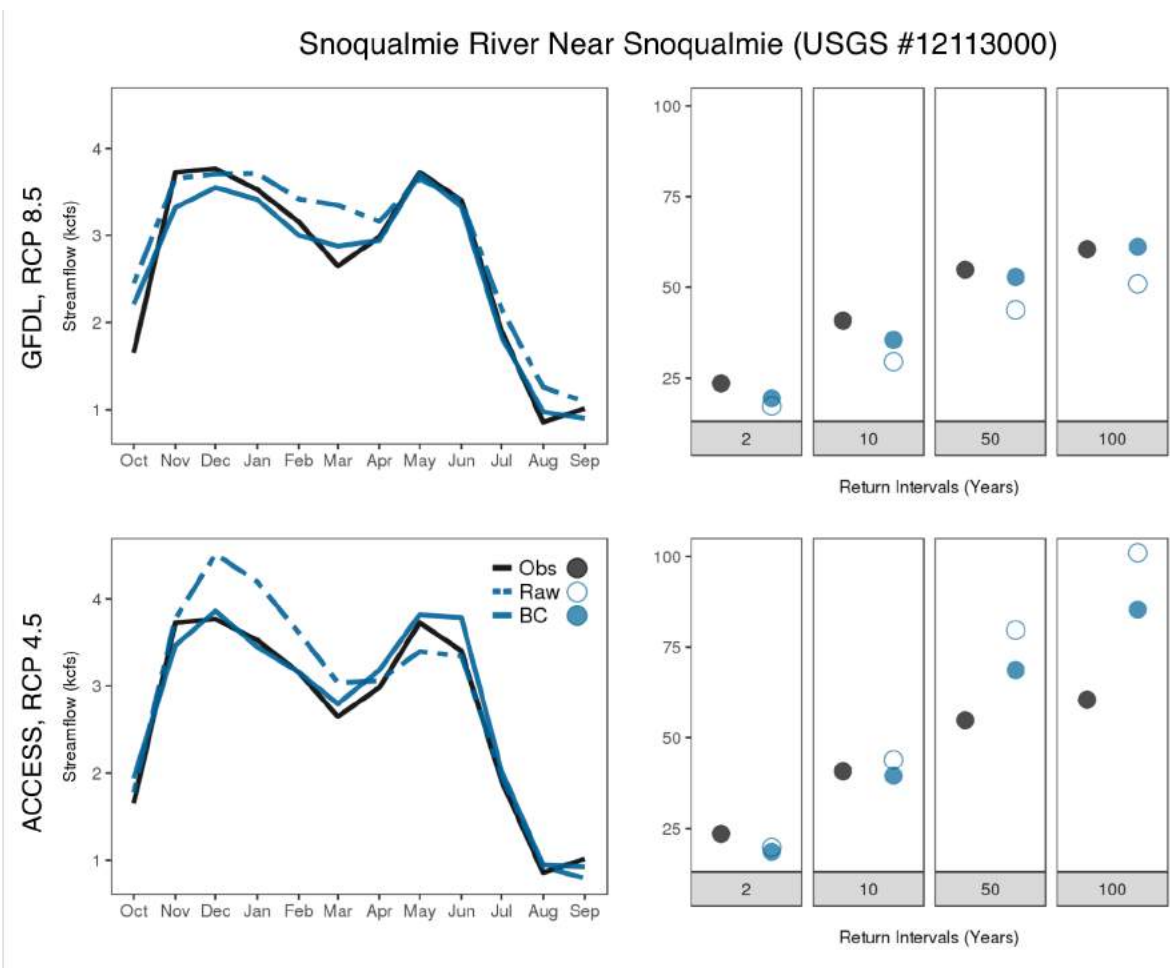 Snoqualmie River Near Snoqualmie (USGS #12113000)
GFDL, RCP 8.5
Streamflow (kcfs)
4
3
2
1
Oct Nov Dec Jan Feb Mar Apr May Jun Jul Aug Sep
100
75
50
25
2 10 50 100
Return Intervals (Years)
ACCESS, RCP 4.5
Streamflow (kcfs)
4
3
2
1
Obs
Raw
BC
Oct Nov Dec Jan Feb Mar Apr May Jun Jul Aug Sep
100
75
50
25
2 10 50 100
Return Intervals (Years)